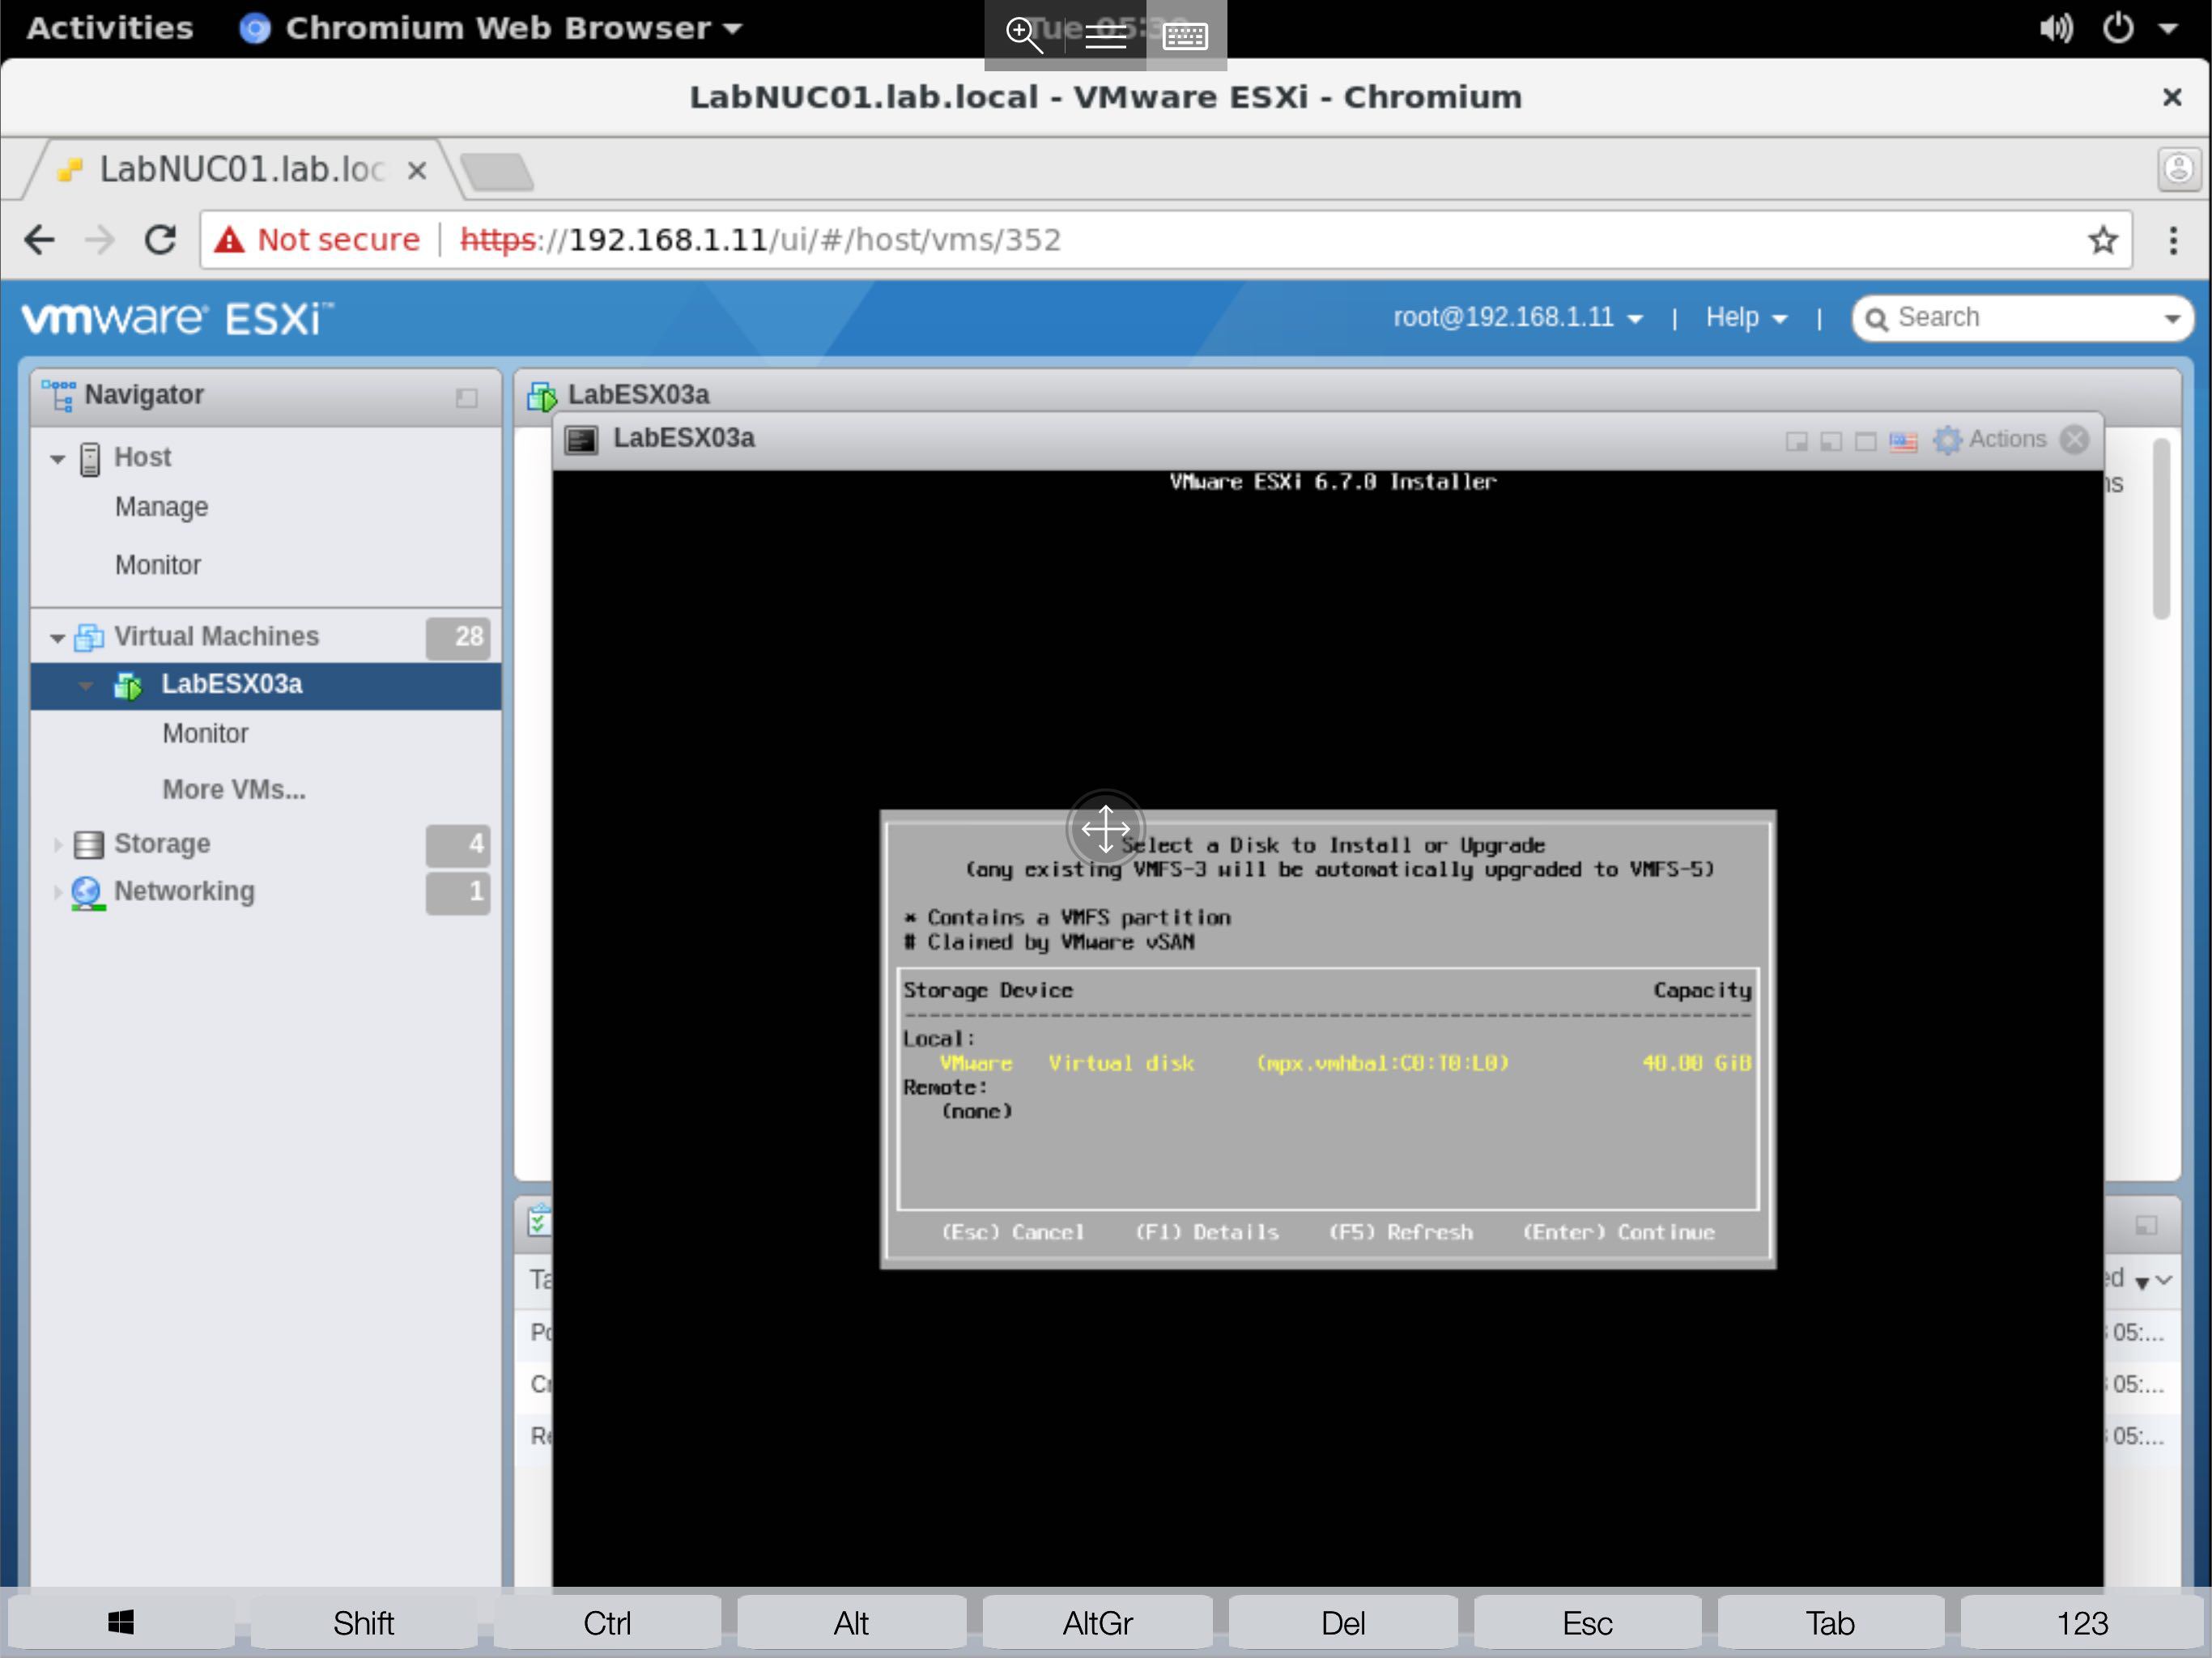 Activities Chromium Web Browser Tue
LabNUC01.lab.local - VMware ESXi - Chromium
LabNUC01.lab.loc
Not secure https://192.168.1.11/ui/#/host/vms/352
vmware ESXi™ root@192.168.1.11 | Help | Search
Navigator
Host
Manage
Monitor
Virtual Machines 28
LabESX03a
Monitor
More VMs...
Storage 4
Networking 1
LabESX03a
LabESX03a Actions
VMware ESXi 6.7.0 Installer
Select a Disk to Install or Upgrade
(any existing VMFS-3 will be automatically upgraded to VMFS-5)
* Contains a VMFS partition
# Claimed by VMware vSAN
Storage Device Capacity
--------------------------------------------------------------
Local:
VMware Virtual disk (mpx.vmhba1:C0:T0:L0) 40.00 GiB
Remote:
(none)
(Esc) Cancel (F1) Details (F5) Refresh (Enter) Continue
05:...
05:...
05:...
Shift Ctrl Alt AltGr Del Esc Tab 123